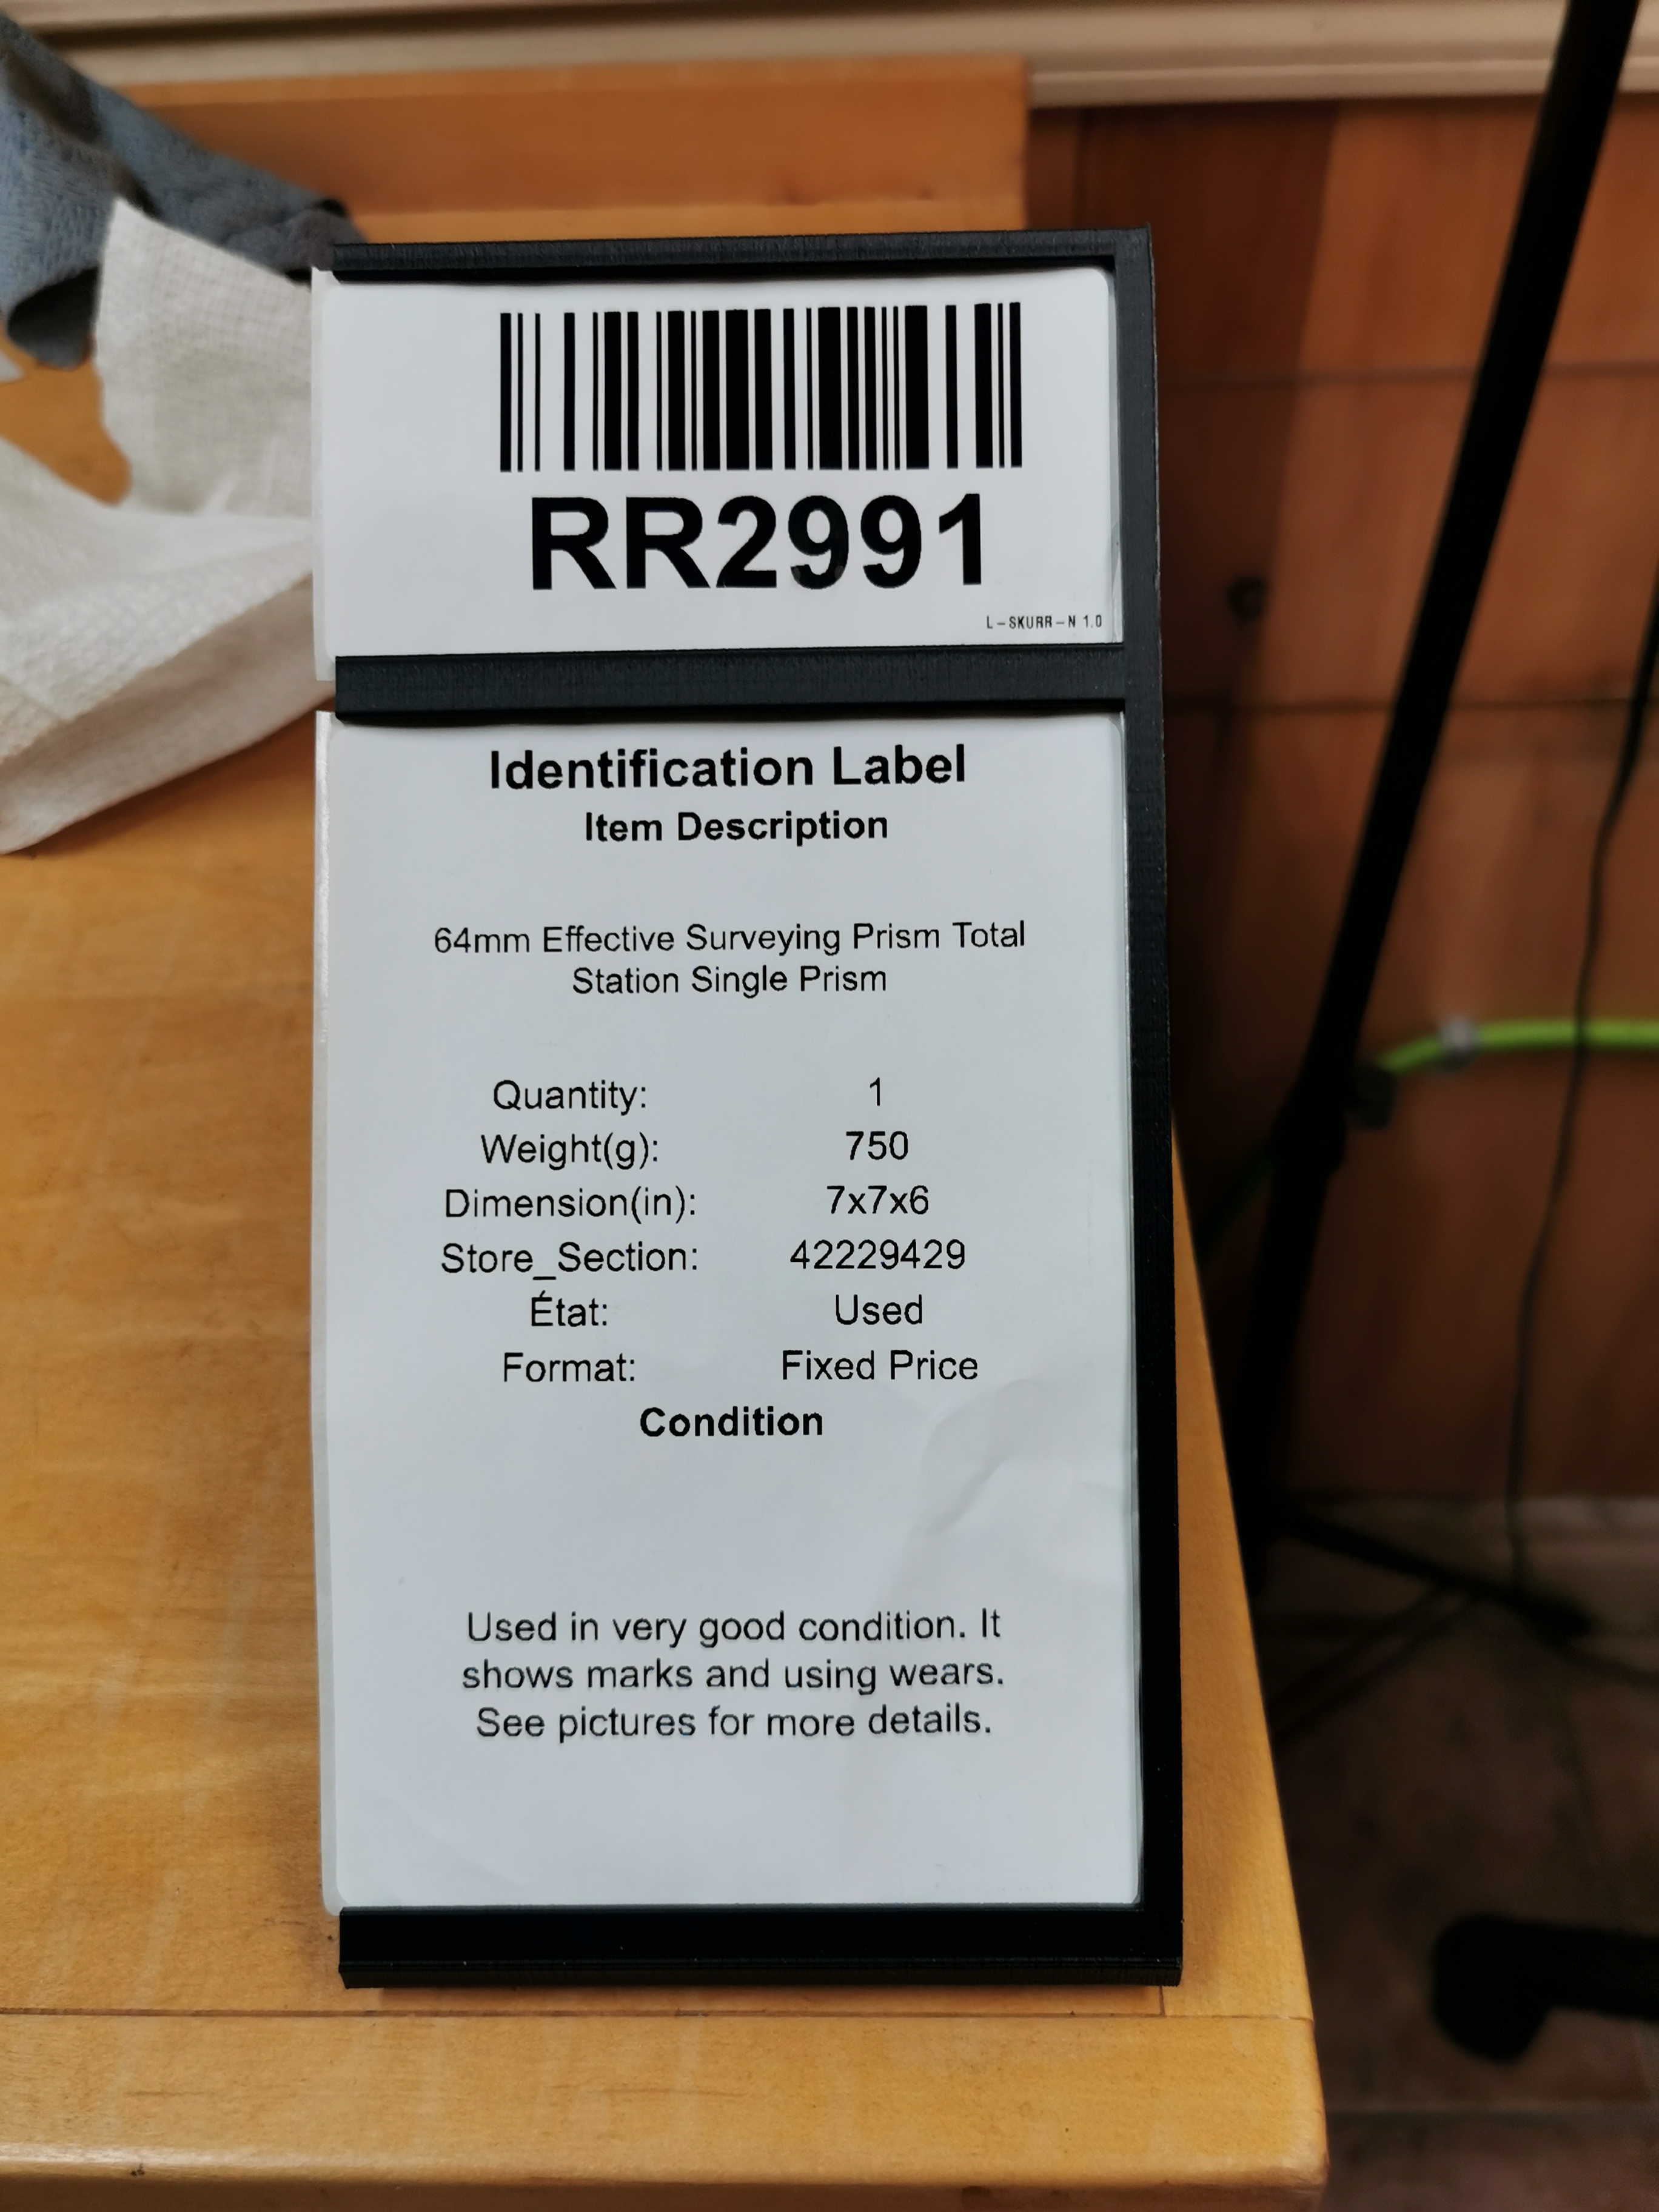 RR2991
L-SKURR-N 1.0
Identification Label
Item Description
64mm Effective Surveying Prism Total
Station Single Prism
Quantity: 1
Weight(g): 750
Dimension(in): 7x7x6
Store_Section: 42229429
État: Used
Format: Fixed Price
Condition
Used in very good condition. It
shows marks and using wears.
See pictures for more details.